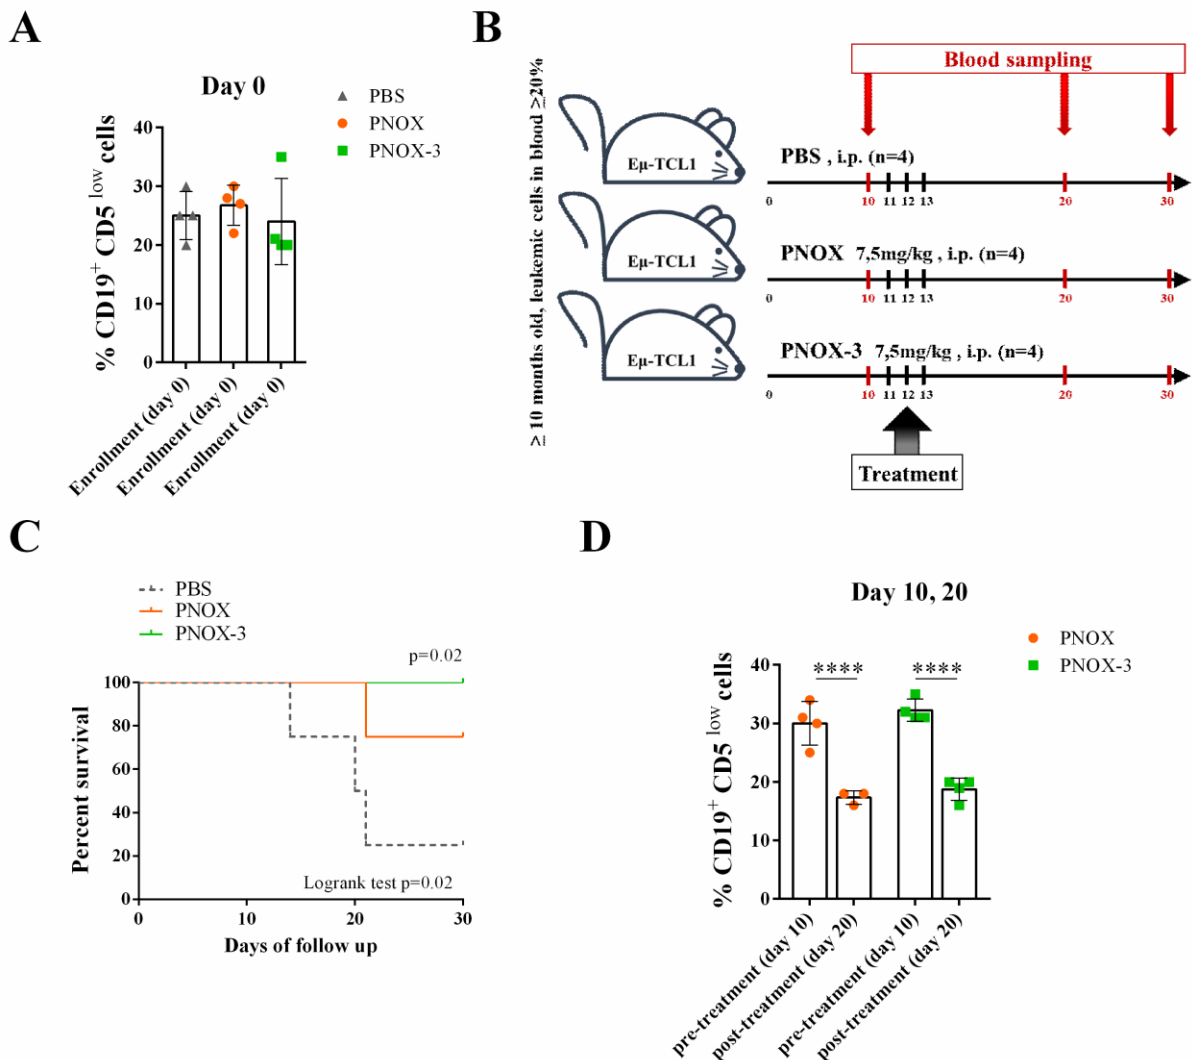 A
Day 0
PBS
PNOX
PNOX-3
% CD19+ CD5 low cells
40
30
20
10
0
Enrollment (day 0)
Enrollment (day 0)
Enrollment (day 0)
B
≥ 10 months old, leukemic cells in blood ≥20%
Blood sampling
Eμ-TCL1
PBS , i.p. (n=4)
0 10 11 12 13 20 30
Eμ-TCL1
PNOX 7,5mg/kg , i.p. (n=4)
0 10 11 12 13 20 30
Eμ-TCL1
PNOX-3 7,5mg/kg , i.p. (n=4)
0 10 11 12 13 20 30
Treatment
C
PBS
PNOX
PNOX-3
p=0.02
Percent survival
100
80
60
40
20
0
Logrank test p=0.02
0 10 20 30
Days of follow up
D
Day 10, 20
PNOX
PNOX-3
% CD19+ CD5 low cells
40
30
20
10
0
**** ****
pre-treatment (day 10)
post-treatment (day 20)
pre-treatment (day 10)
post-treatment (day 20)